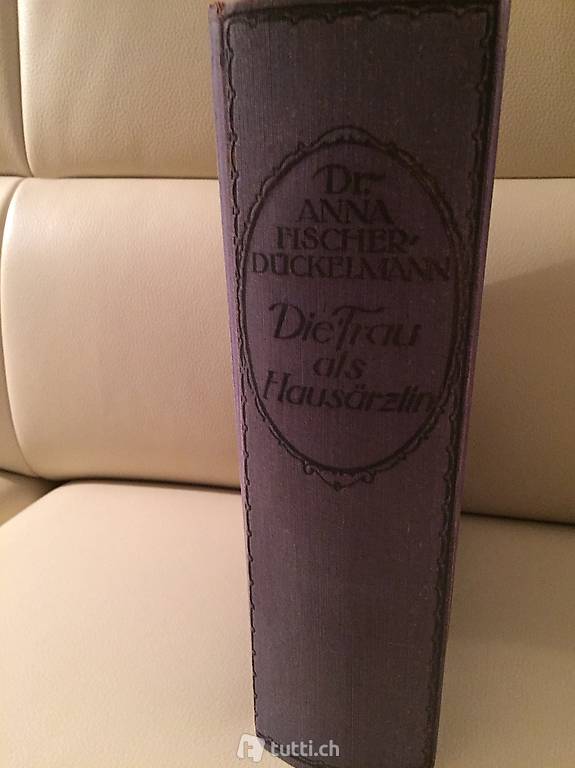 Dr.
ANNA
FISCHER-
DÜCKELMANN
Die Frau
als
Hausärztin
tutti.ch